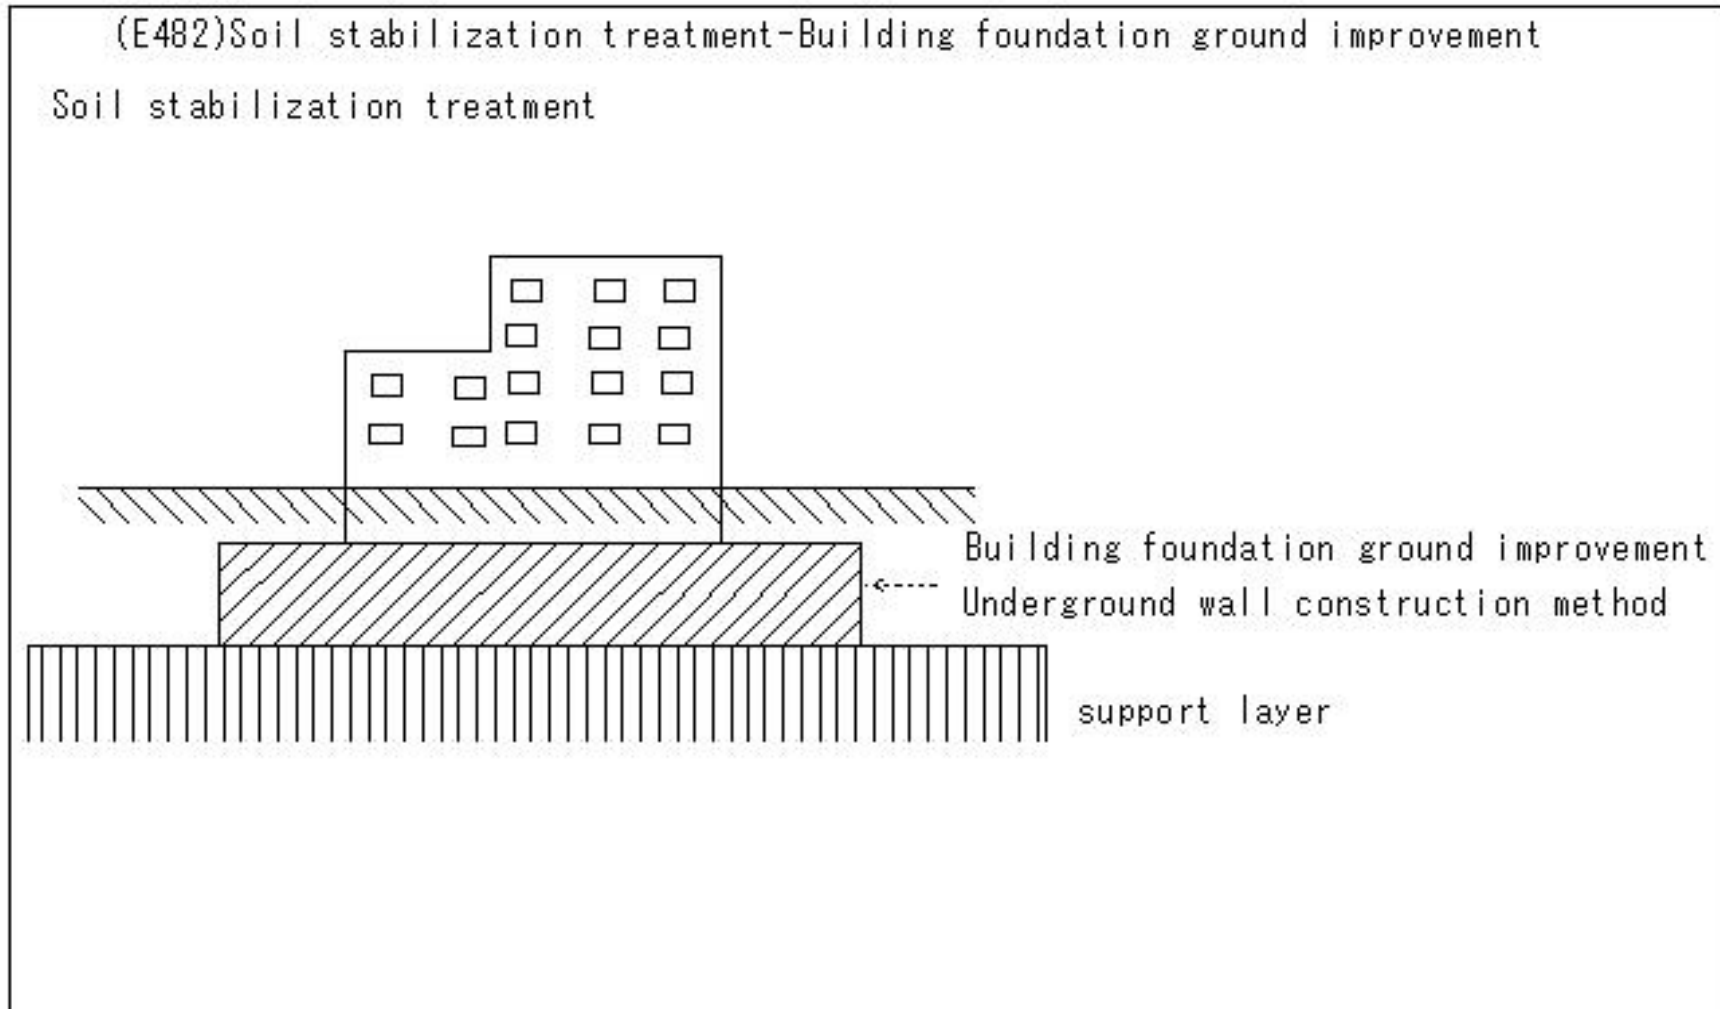 (E482)Soil stabilization treatment-Building foundation ground improvement
Soil stabilization treatment
Building foundation ground improvement
Underground wall construction method
support layer